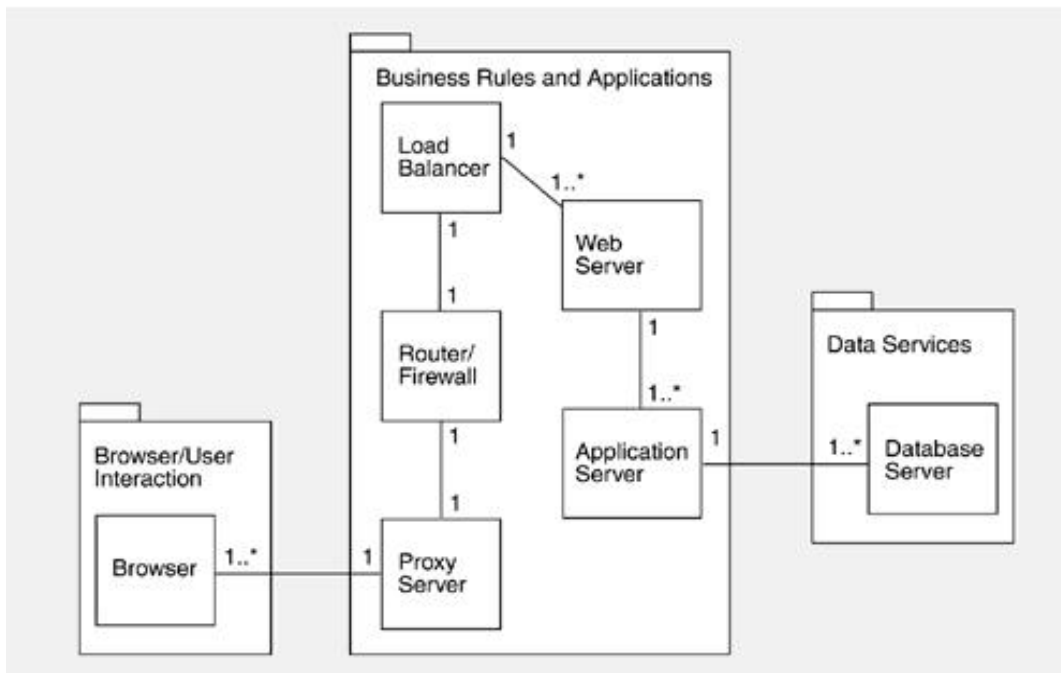 Business Rules and Applications
Load
Balancer
1
1..*
1
Web
Server
1
Router/
Firewall
1
1..*
Application
Server
1
Data Services
1..*
Database
Server
1
1
Browser/User
Interaction
Browser
1..*
1
Proxy
Server